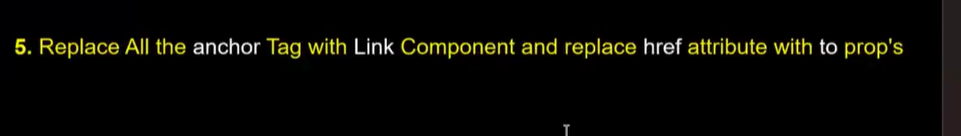 5. Replace All the anchor Tag with Link Component and replace href attribute with to prop's